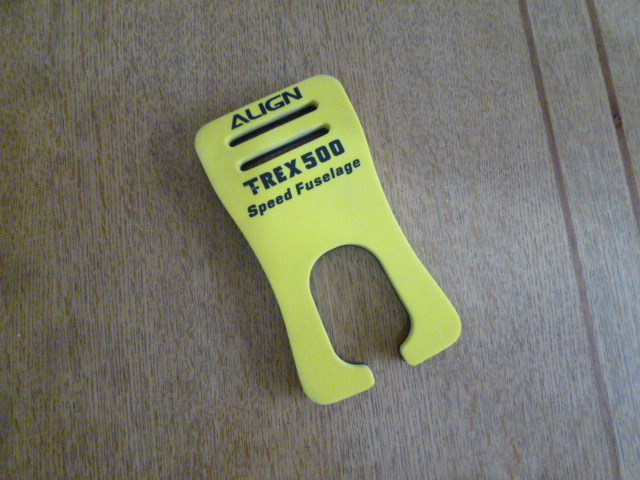 ALIGN
T-REX 500
Speed Fuselage